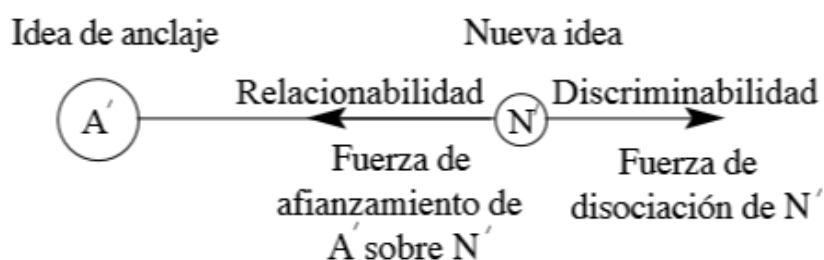 Idea de anclaje
Nueva idea
Relacionabilidad
Discriminabilidad
A´
N´
Fuerza de
afianzamiento de
A´ sobre N´
Fuerza de
disociación de N´